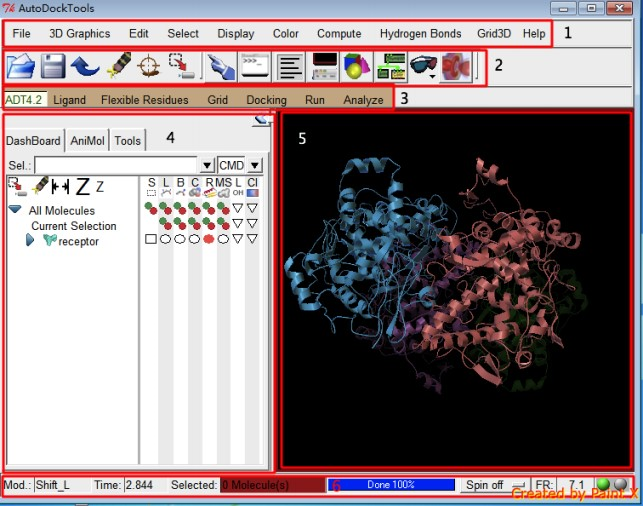 AutoDockTools
File 3D Graphics Edit Select Display Color Compute Hydrogen Bonds Grid3D Help 1
2
ADT4.2 Ligand Flexible Residues Grid Docking Run Analyze 3
4
5
DashBoard AniMol Tools
Sel.: CMD
S L B C R MS L Cl
Z Z
All Molecules
Current Selection
receptor
Mod.: Shift_L Time: 2.844 Selected: 0 Molecule(s) 6 Done 100% Spin off FR: 7.1
Created by Paint X